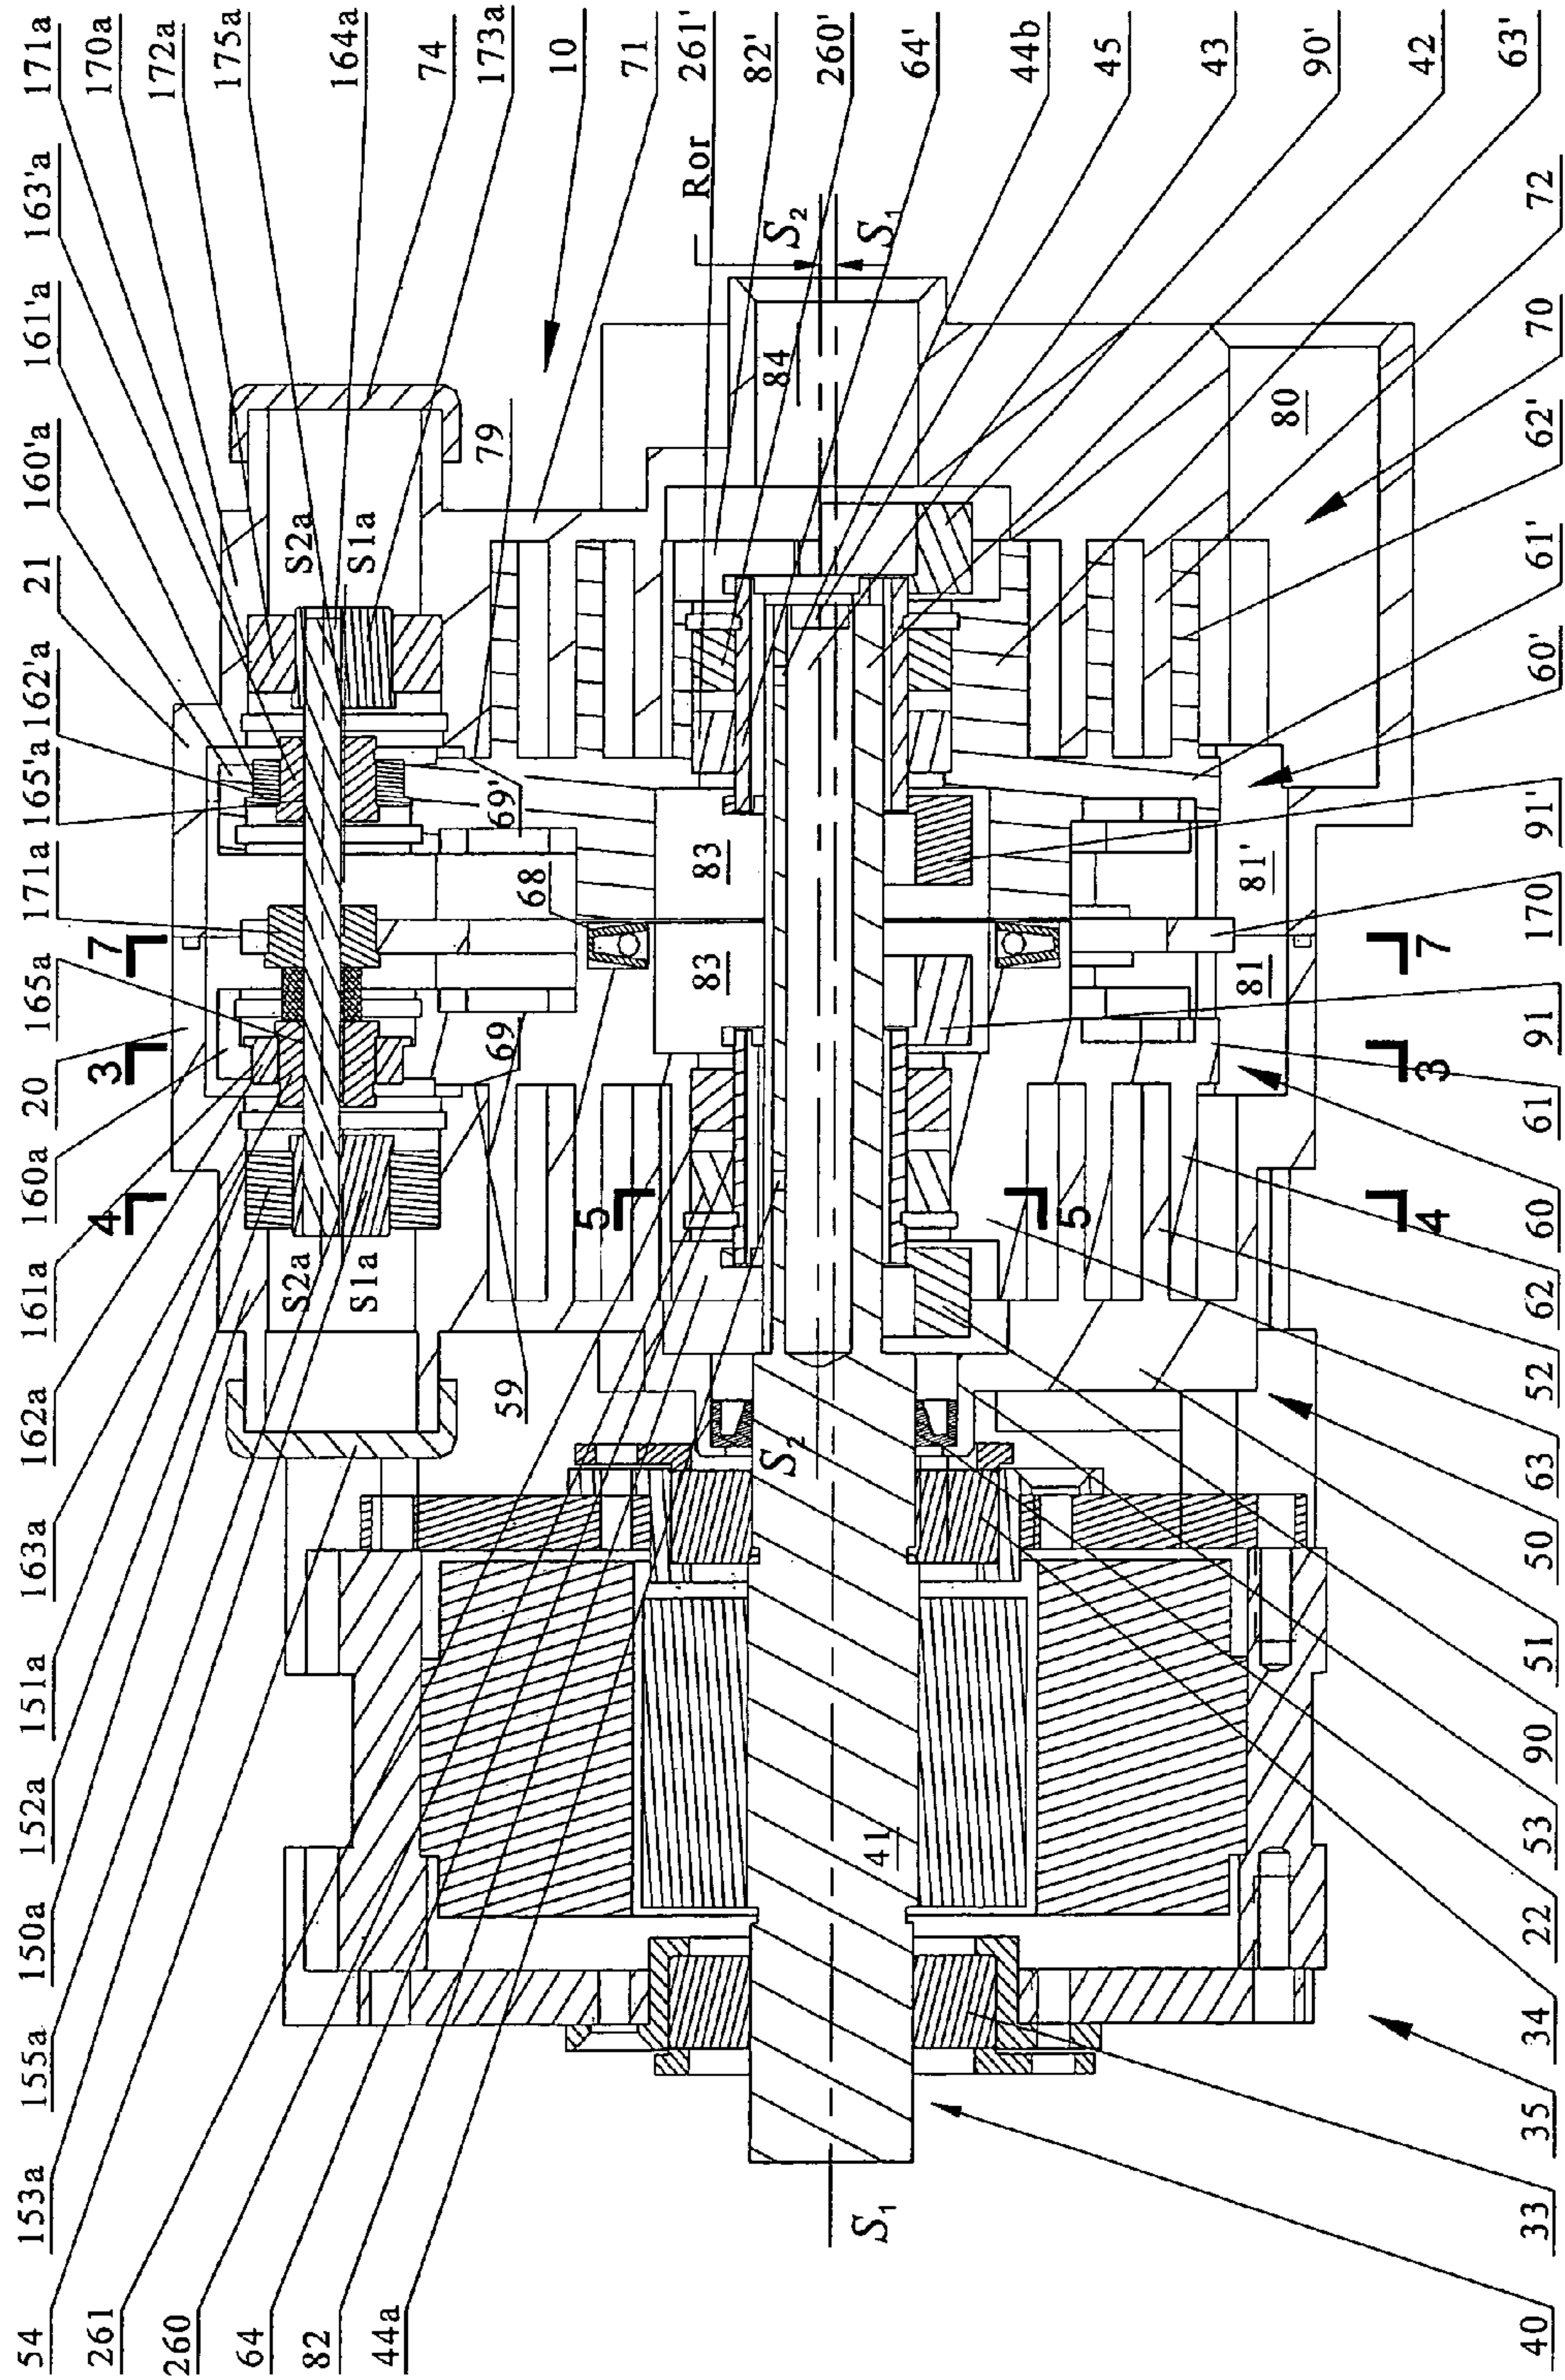 54
153a
155a
150a
152a
151a
163a
162a
161a
160a
20
165a
171a
165'a
162'a
21
160'a
161'a
163'a
171a
170a
172a
175a
164a
74
173a
10
71
261'
82'
260'
64'
44b
45
43
90'
42
63'
261
260
64
82
44a
Ror
S₂
S₁
S2a
S1a
S2a
S1a
79
59
69'
69
68
83
83
84
80
81'
81
4
3
7
5
5
4
3
7
S₂
41
S₁
40
33
35
34
22
53
90
51
50
63
52
62
60
61
91
170
91'
60'
61'
62'
70
72